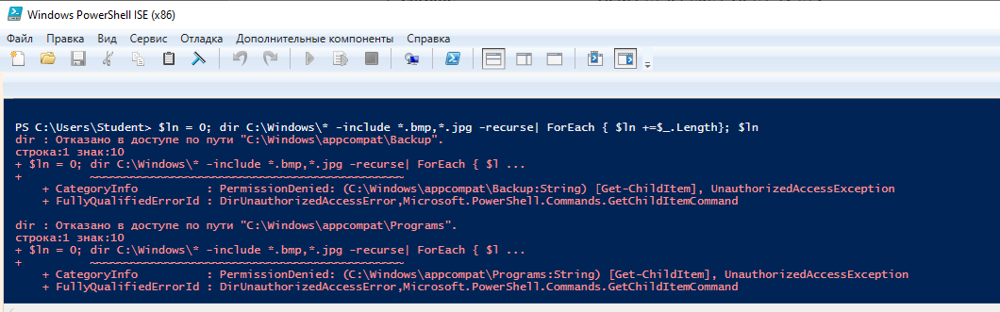 Windows PowerShell ISE (x86)
Файл Правка Вид Сервис Отладка Дополнительные компоненты Справка
PS C:\Users\Student> $ln = 0; dir C:\Windows\* -include *.bmp,*.jpg -recurse| ForEach { $ln +=$_.Length}; $ln
dir : Отказано в доступе по пути "C:\Windows\appcompat\Backup".
строка:1 знак:10
+ $ln = 0; dir C:\Windows\* -include *.bmp,*.jpg -recurse| ForEach { $l ...
+          ~~~~~~~~~~~~~~~~~~~~~~~~~~~~~~~~~~~~~~~~~~~~~~~
    + CategoryInfo          : PermissionDenied: (C:\Windows\appcompat\Backup:String) [Get-ChildItem], UnauthorizedAccessException
    + FullyQualifiedErrorId : DirUnauthorizedAccessError,Microsoft.PowerShell.Commands.GetChildItemCommand
dir : Отказано в доступе по пути "C:\Windows\appcompat\Programs".
строка:1 знак:10
+ $ln = 0; dir C:\Windows\* -include *.bmp,*.jpg -recurse| ForEach { $l ...
+          ~~~~~~~~~~~~~~~~~~~~~~~~~~~~~~~~~~~~~~~~~~~~~~~
    + CategoryInfo          : PermissionDenied: (C:\Windows\appcompat\Programs:String) [Get-ChildItem], UnauthorizedAccessException
    + FullyQualifiedErrorId : DirUnauthorizedAccessError,Microsoft.PowerShell.Commands.GetChildItemCommand